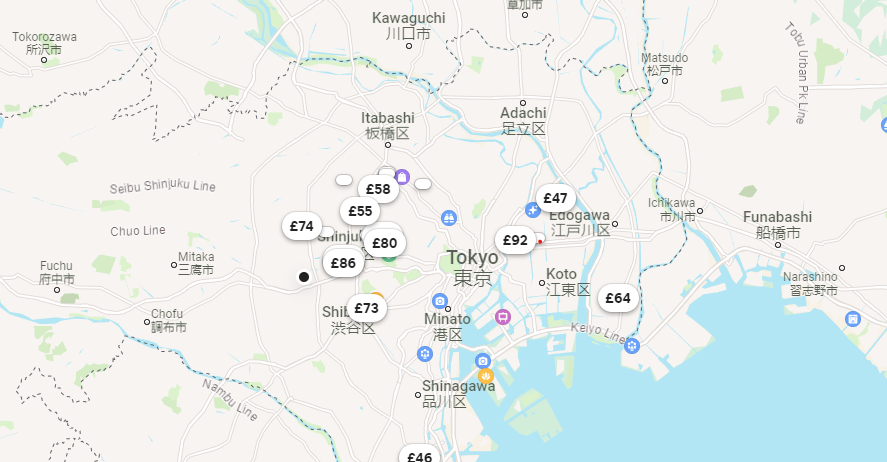 草加市
Kawaguchi
川口市
Tokorozawa
所沢市
Tobu Urban Pk Line
Matsudo
松戸市
Adachi
足立区
Itabashi
板橋区
Seibu Shinjuku Line
£58
£47
£55
Ichikawa
市川市
Edogawa
江戸川区
Funabashi
船橋市
£74
Chuo Line
£80
£92
Mitaka
三鷹市
£86
Tokyo
東京
Fuchu
府中市
Koto
江東区
Narashino
習志野市
£64
£73
Chofu
調布市
渋谷区
Minato
港区
Keiyo Line
Nambu Line
Shinagawa
品川区
£46